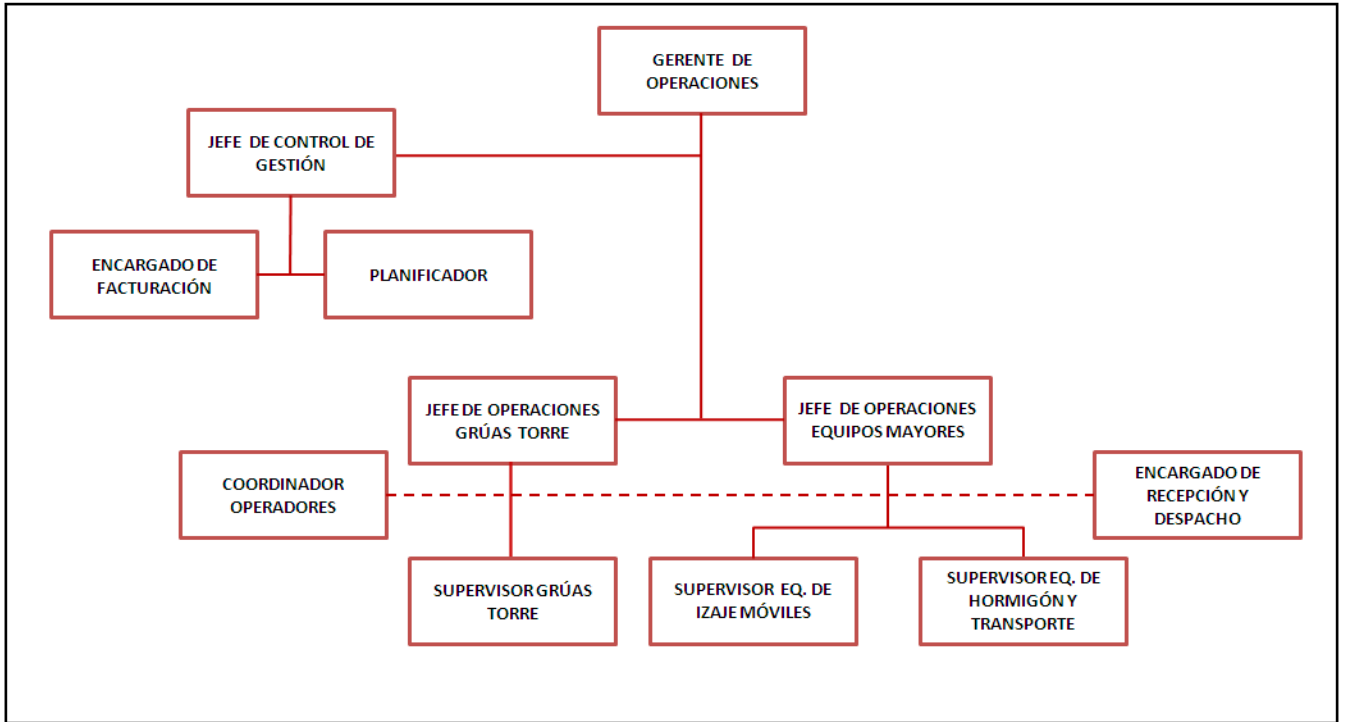 GERENTE DE
OPERACIONES
JEFE DE CONTROL DE
GESTIÓN
ENCARGADO DE
FACTURACIÓN
PLANIFICADOR
JEFE DE OPERACIONES
GRÚAS TORRE
JEFE DE OPERACIONES
EQUIPOS MAYORES
COORDINADOR
OPERADORES
ENCARGADO DE
RECEPCIÓN Y
DESPACHO
SUPERVISOR GRÚAS
TORRE
SUPERVISOR EQ. DE
IZAJE MÓVILES
SUPERVISOR EQ. DE
HORMIGÓN Y
TRANSPORTE